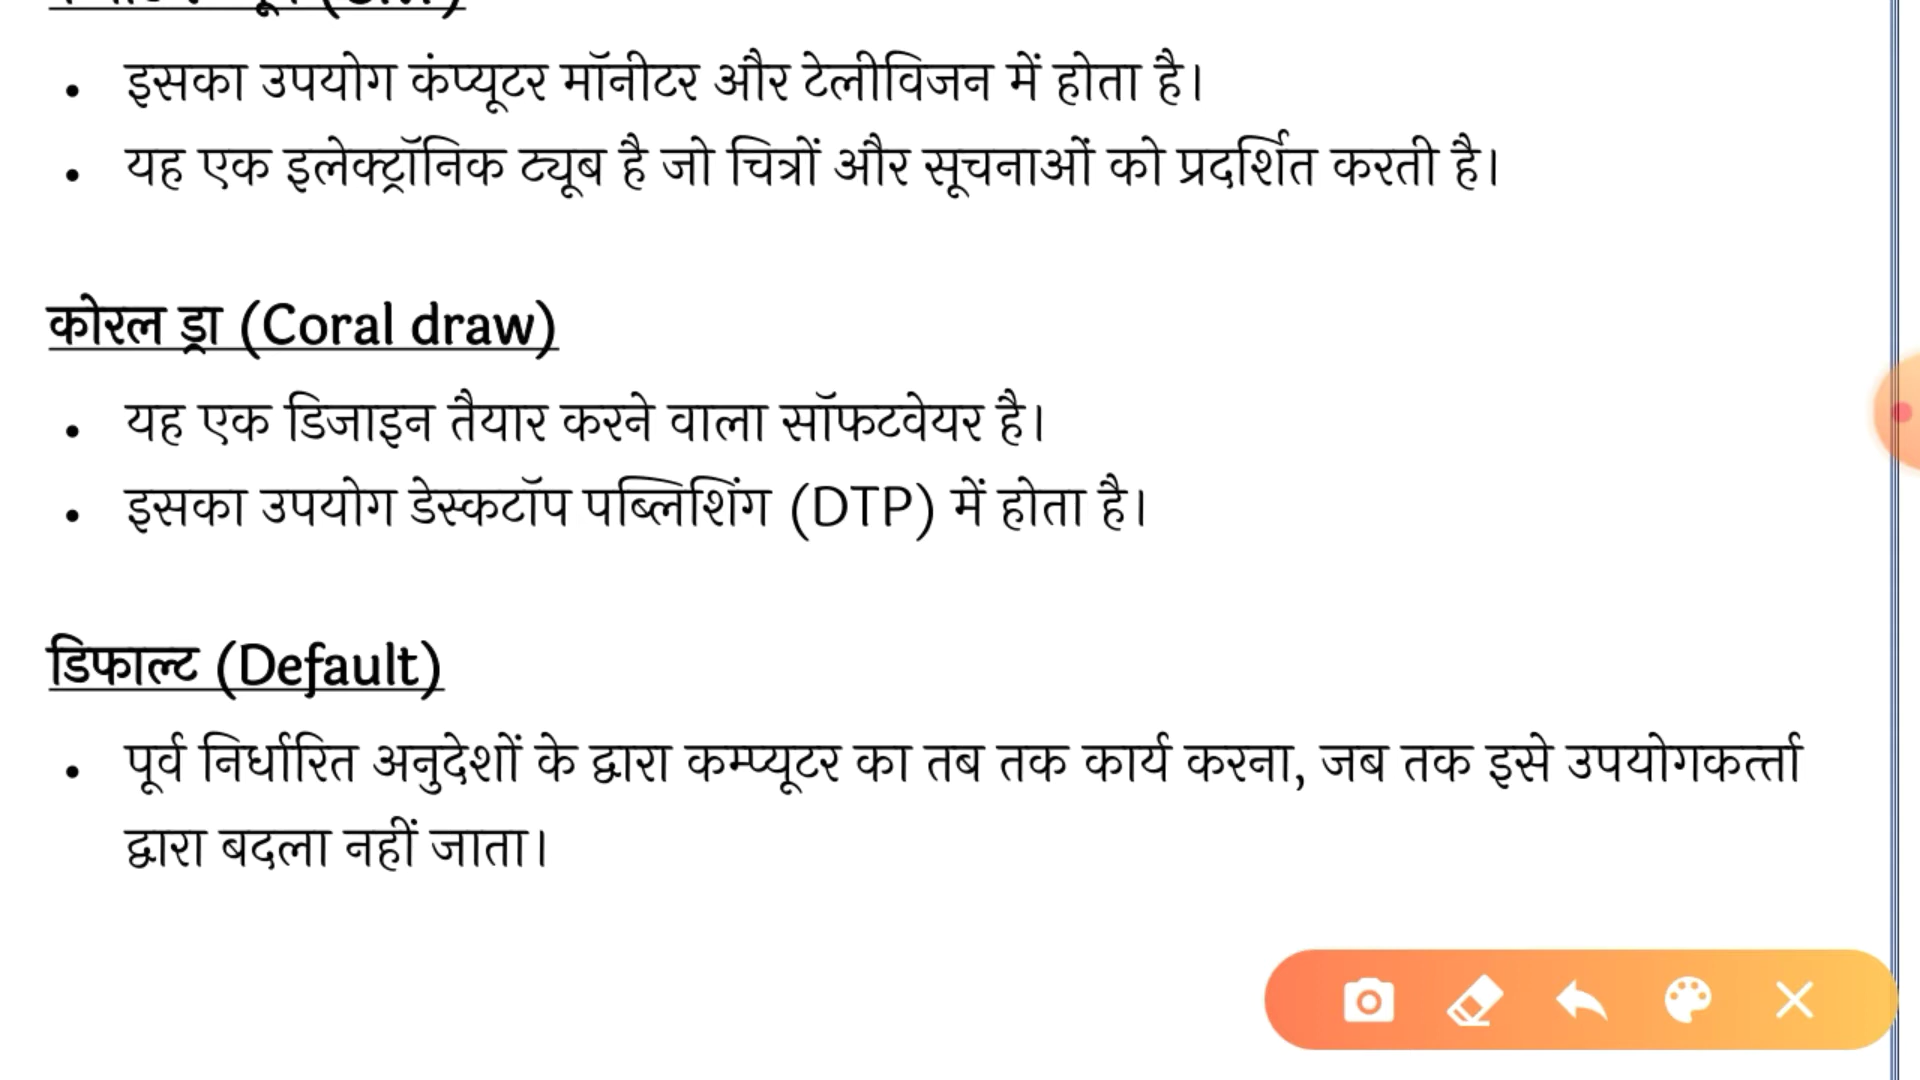 • इसका उपयोग कंप्यूटर मॉनीटर और टेलीविजन में होता है।
• यह एक इलेक्ट्रॉनिक ट्यूब है जो चित्रों और सूचनाओं को प्रदर्शित करती है।
कोरल ड्रा (Coral draw)
• यह एक डिजाइन तैयार करने वाला सॉफटवेयर है।
• इसका उपयोग डेस्कटॉप पब्लिशिंग (DTP) में होता है।
डिफाल्ट (Default)
• पूर्व निर्धारित अनुदेशों के द्वारा कम्प्यूटर का तब तक कार्य करना, जब तक इसे उपयोगकर्त्ता
द्वारा बदला नहीं जाता।